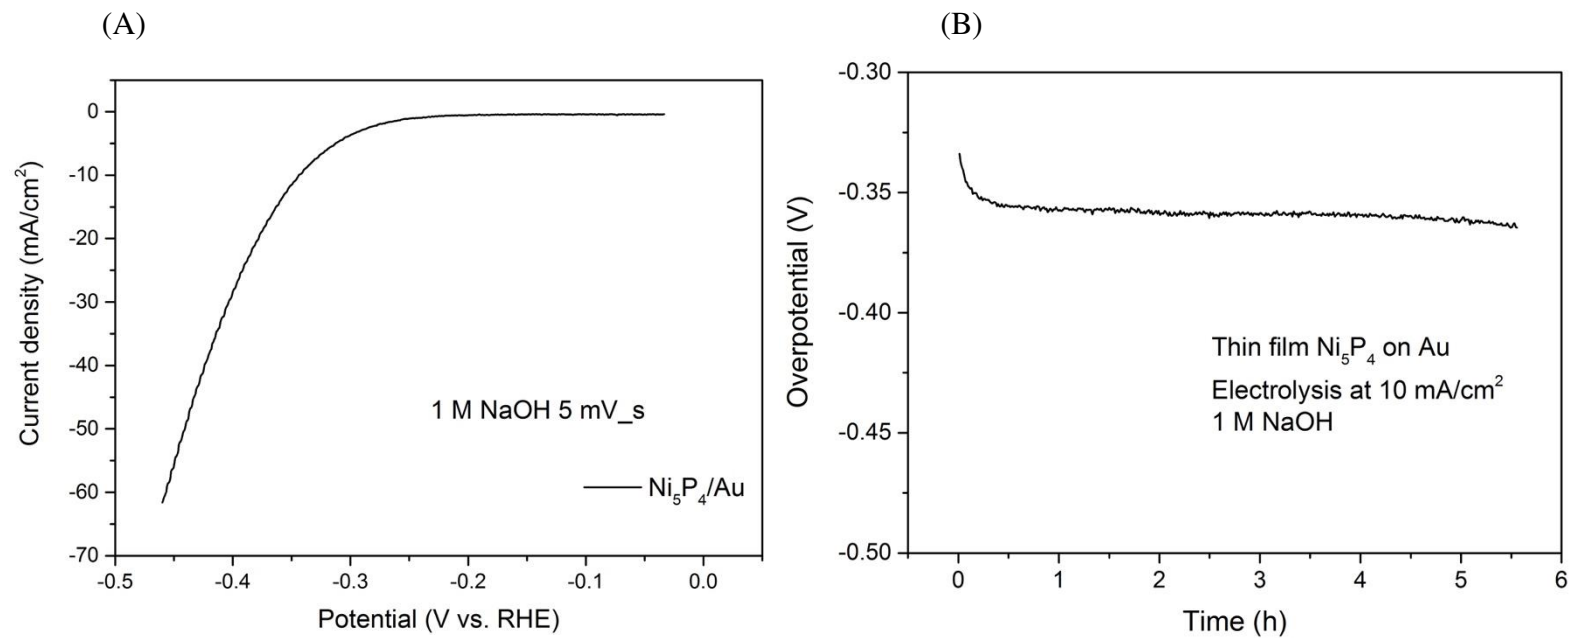 (A)
(B)
0
-10
-20
-30
-40
-50
-60
-70
-0.5
-0.4
-0.3
-0.2
-0.1
0.0
Current density (mA/cm²)
Potential (V vs. RHE)
1 M NaOH 5 mV_s
Ni₅P₄/Au
-0.30
-0.35
-0.40
-0.45
-0.50
0
1
2
3
4
5
6
Overpotential (V)
Time (h)
Thin film Ni₅P₄ on Au
Electrolysis at 10 mA/cm²
1 M NaOH